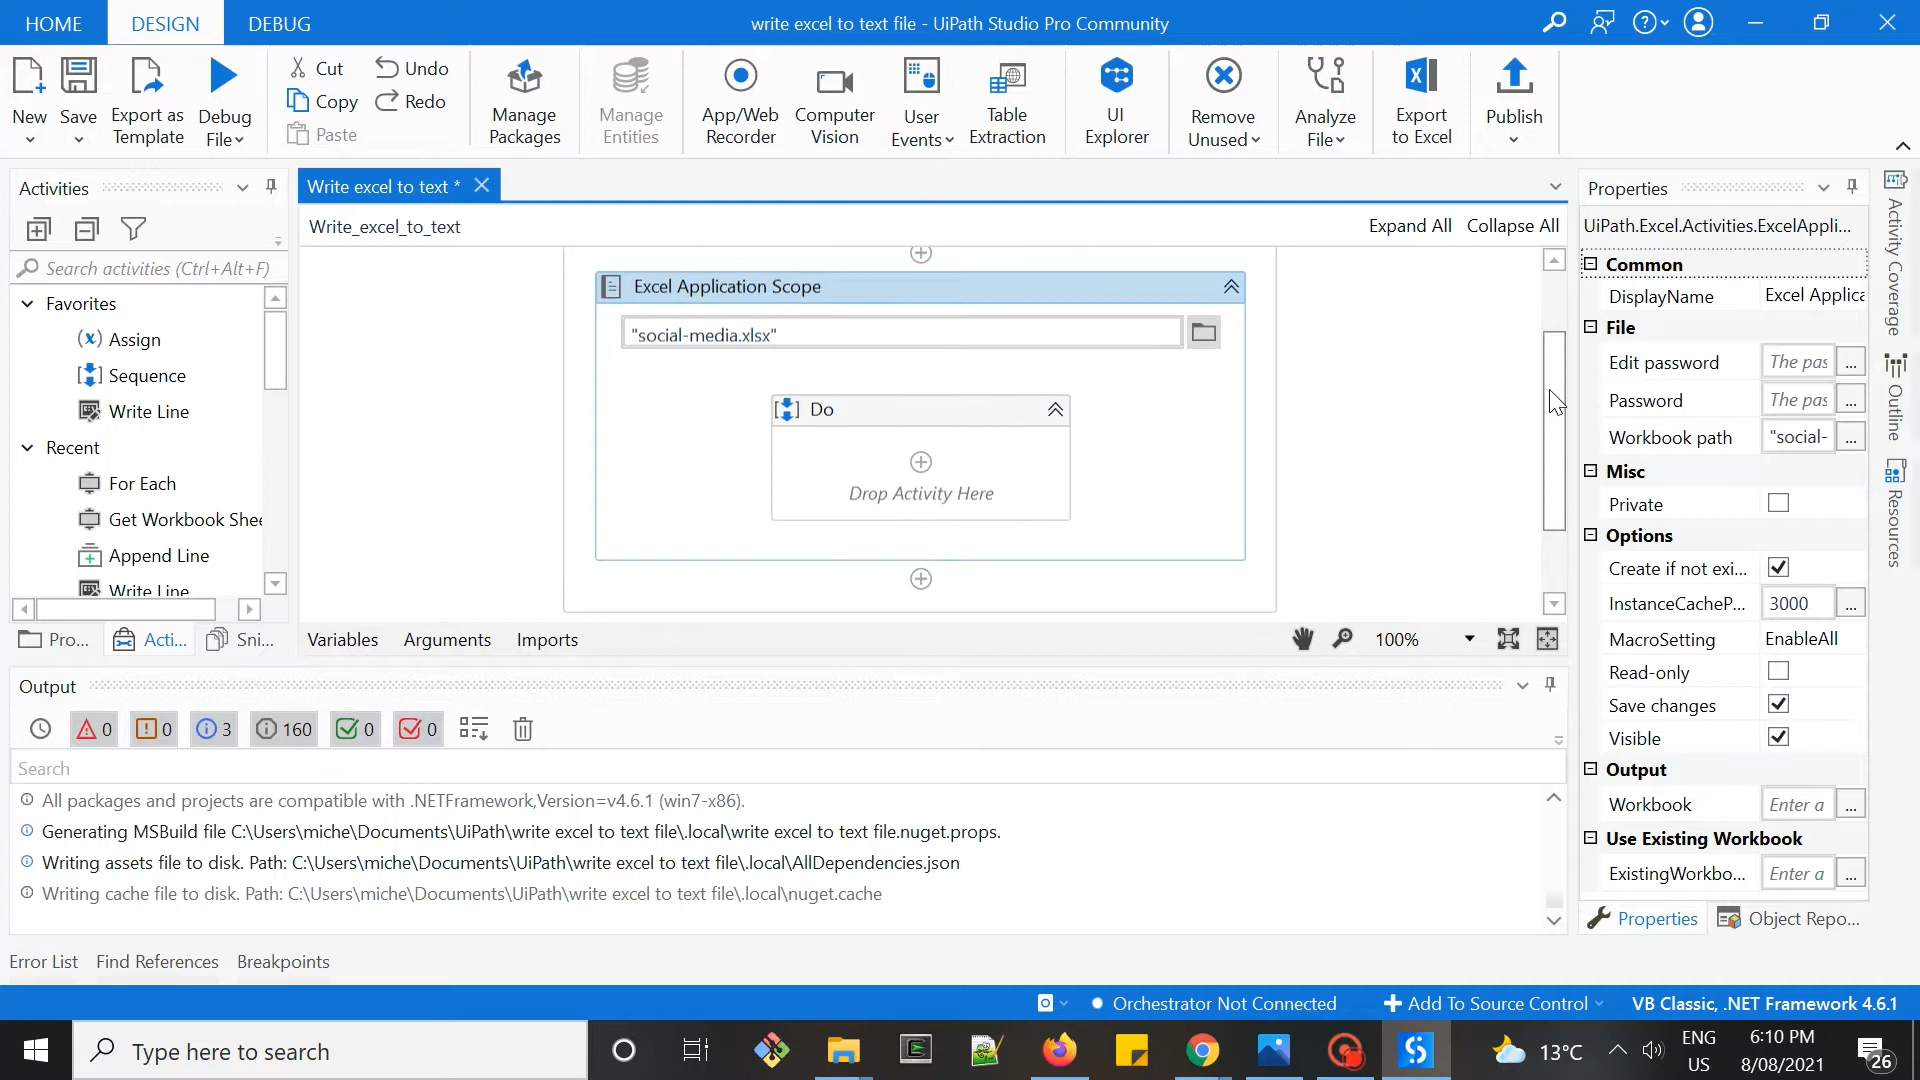 HOME DESIGN DEBUG
write excel to text file - UiPath Studio Pro Community
New
Save
Export as
Template
Debug
File
Cut
Copy
Paste
Undo
Redo
Manage
Packages
Manage
Entities
App/Web
Recorder
Computer
Vision
User
Events
Table
Extraction
UI
Explorer
Remove
Unused
Analyze
File
Export
to Excel
Publish
Activities
Search activities (Ctrl+Alt+F)
Favorites
Assign
Sequence
Write Line
Recent
For Each
Get Workbook Shee
Append Line
Write Line
Pro...
Acti...
Sni...
Write excel to text *
Write_excel_to_text
Expand All
Collapse All
Excel Application Scope
"social-media.xlsx"
Do
Drop Activity Here
Variables
Arguments
Imports
100%
Properties
UiPath.Excel.Activities.ExcelAppli...
Common
DisplayName Excel Applica
File
Edit password The pas ...
Password The pas ...
Workbook path "social- ...
Misc
Private
Options
Create if not exi...
InstanceCacheP... 3000 ...
MacroSetting EnableAll
Read-only
Save changes
Visible
Output
Workbook Enter a ...
Use Existing Workbook
ExistingWorkbo... Enter a ...
Properties
Object Repo...
Activity Coverage
Outline
Resources
Output
0 0 3 160 0 0
Search
All packages and projects are compatible with .NETFramework,Version=v4.6.1 (win7-x86).
Generating MSBuild file C:\Users\miche\Documents\UiPath\write excel to text file\.local\write excel to text file.nuget.props.
Writing assets file to disk. Path: C:\Users\miche\Documents\UiPath\write excel to text file\.local\AllDependencies.json
Writing cache file to disk. Path: C:\Users\miche\Documents\UiPath\write excel to text file\.local\nuget.cache
Error List Find References Breakpoints
Orchestrator Not Connected
Add To Source Control
VB Classic, .NET Framework 4.6.1
Type here to search
13°C
ENG
US
6:10 PM
8/08/2021
26